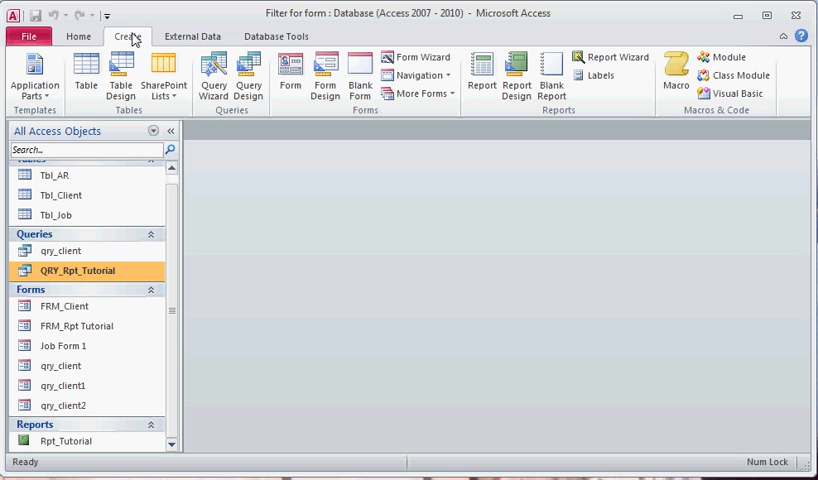 Filter for form : Database (Access 2007 - 2010) - Microsoft Access
File Home Create External Data Database Tools
Application Parts
Table
Table Design
SharePoint Lists
Query Wizard
Query Design
Form
Form Design
Blank Form
Form Wizard
Navigation
More Forms
Report
Report Design
Blank Report
Report Wizard
Labels
Macro
Module
Class Module
Visual Basic
Templates Tables Queries Forms Reports Macros & Code
All Access Objects
Search...
Tables
Tbl_AR
Tbl_Client
Tbl_Job
Queries
qry_client
QRY_Rpt_Tutorial
Forms
FRM_Client
FRM_Rpt Tutorial
Job Form 1
qry_client
qry_client1
qry_client2
Reports
Rpt_Tutorial
Ready Num Lock